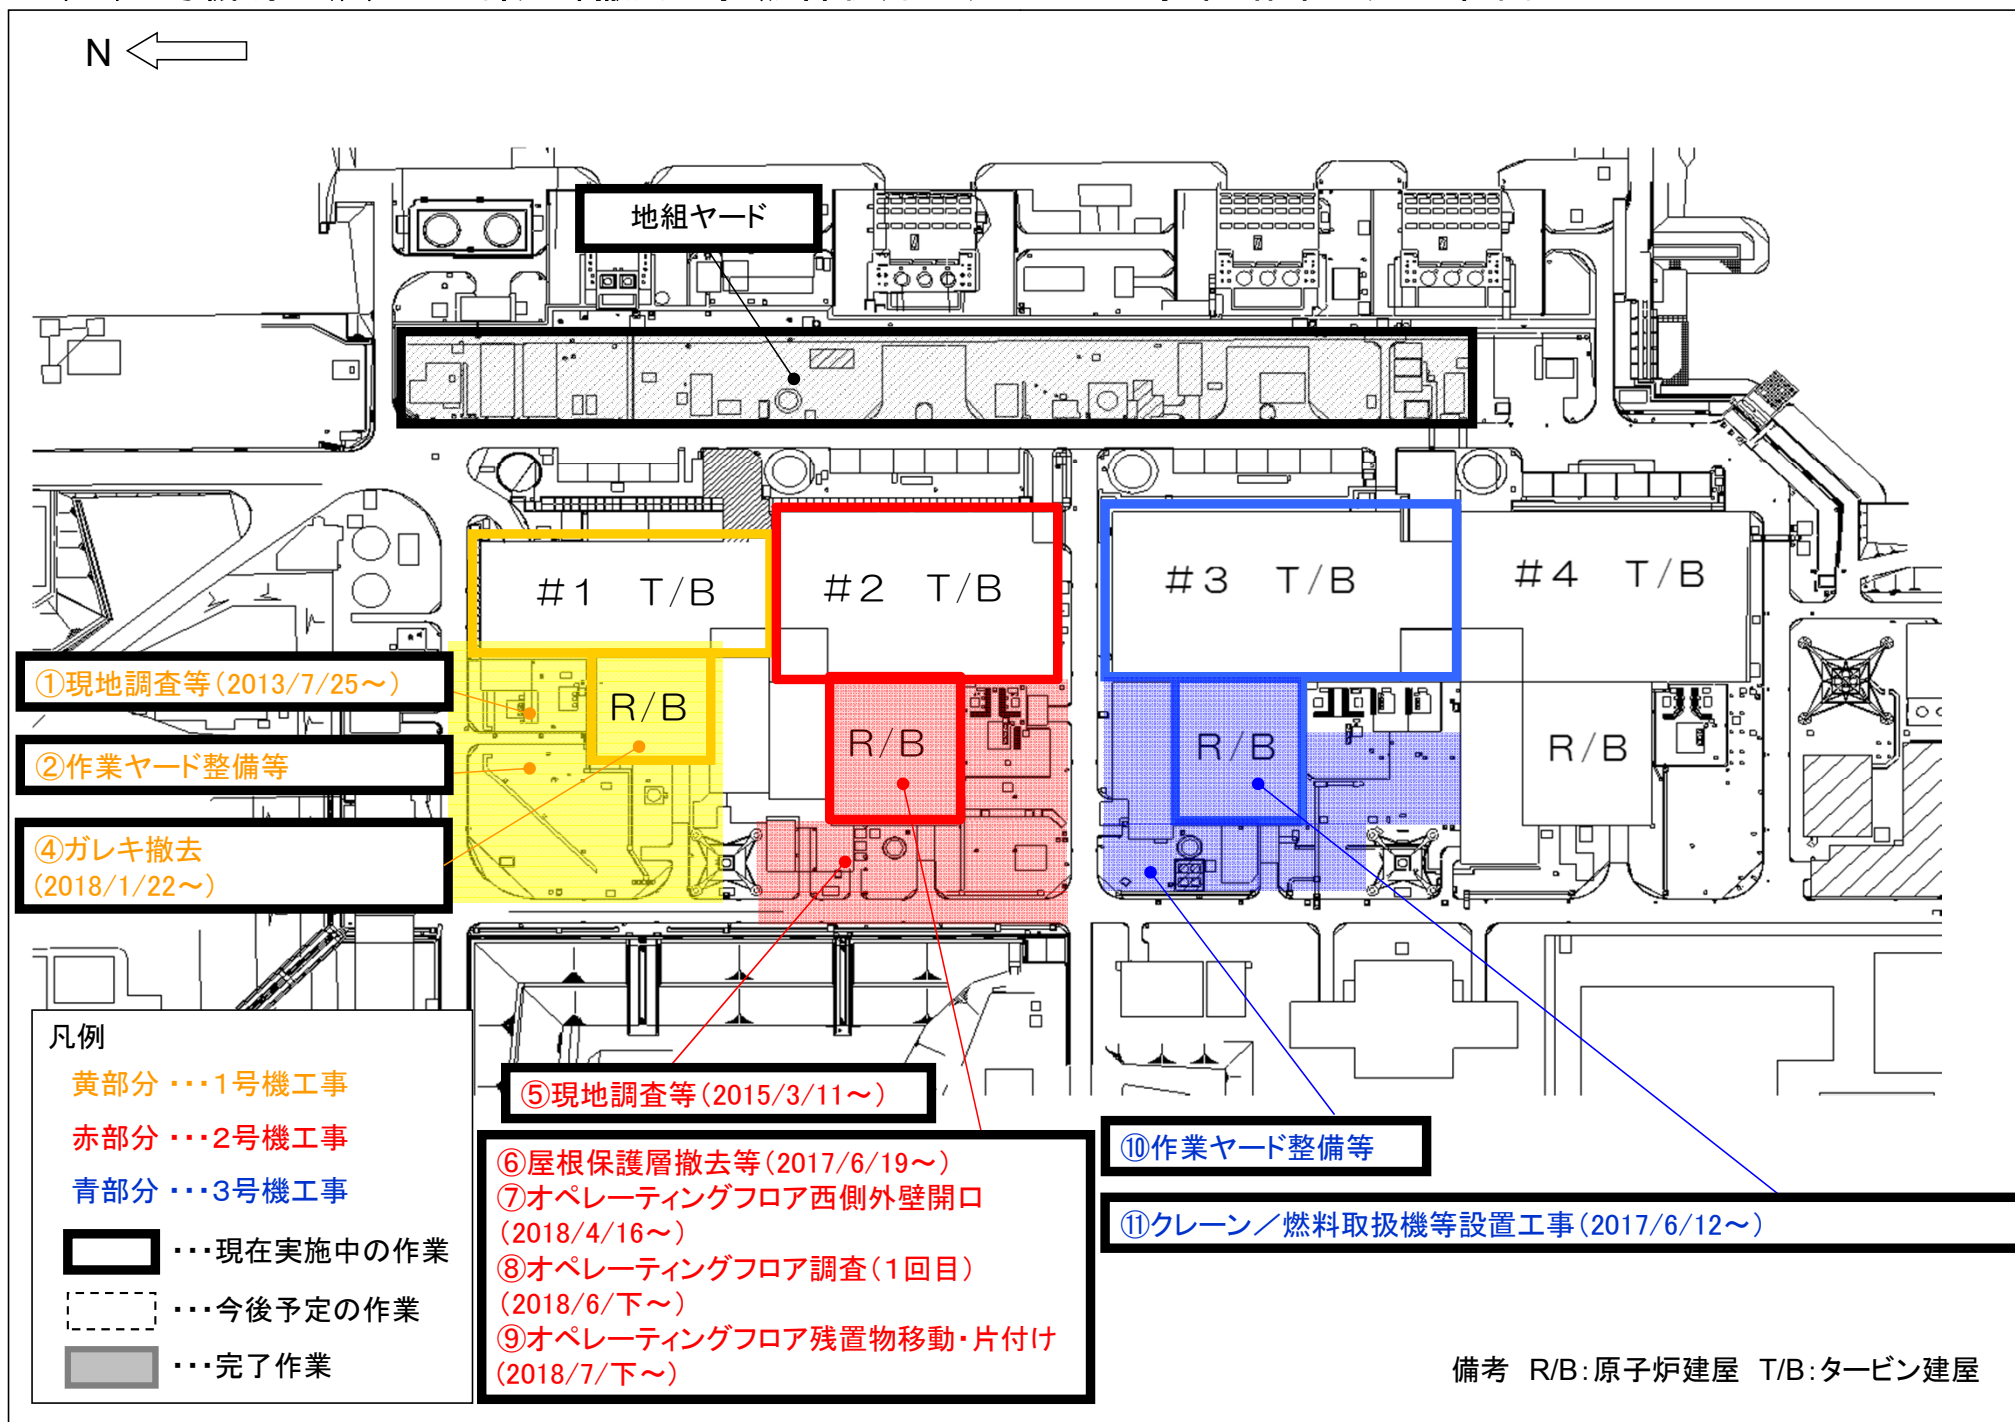 N
地組ヤード
#1 T/B
#2 T/B
#3 T/B
#4 T/B
R/B
R/B
R/B
R/B
①現地調査等(2013/7/25～)
②作業ヤード整備等
④ガレキ撤去
(2018/1/22～)
凡例
黄部分 ･･･1号機工事
赤部分 ･･･2号機工事
青部分 ･･･3号機工事
･･･現在実施中の作業
･･･今後予定の作業
･･･完了作業
⑤現地調査等(2015/3/11～)
⑥屋根保護層撤去等(2017/6/19～)
⑦オペレーティングフロア西側外壁開口
(2018/4/16～)
⑧オペレーティングフロア調査(1回目)
(2018/6/下～)
⑨オペレーティングフロア残置物移動･片付け
(2018/7/下～)
⑩作業ヤード整備等
⑪クレーン／燃料取扱機等設置工事(2017/6/12～)
備考 R/B:原子炉建屋 T/B:タービン建屋